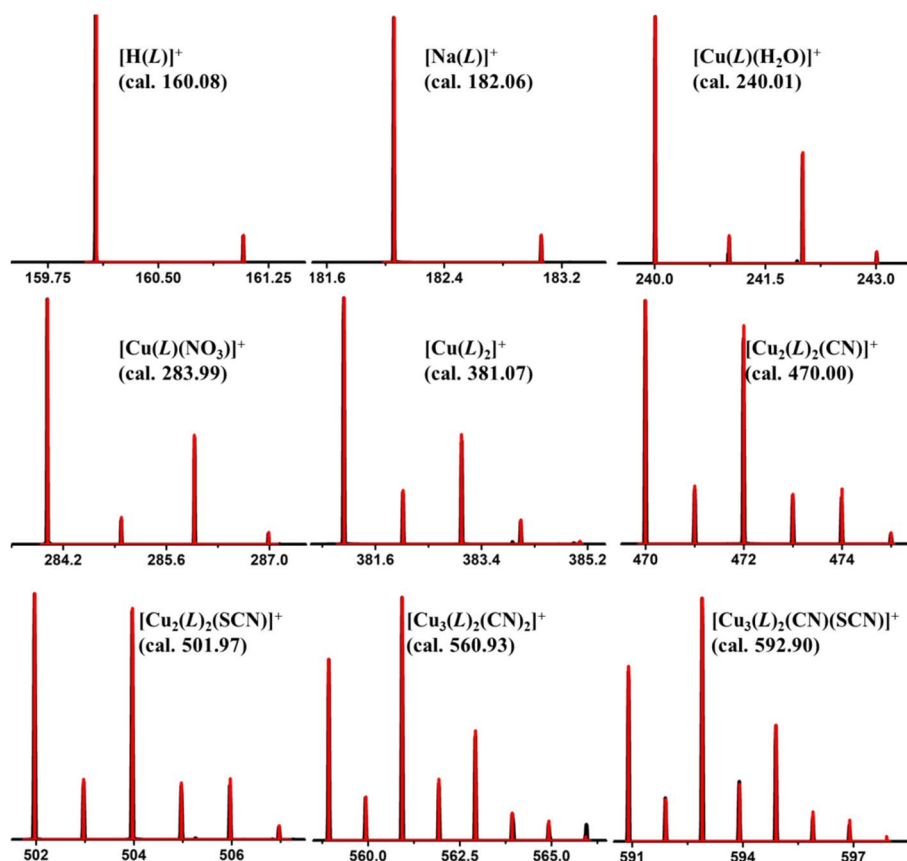 [H(L)]⁺
(cal. 160.08)
159.75 160.50 161.25
[Na(L)]⁺
(cal. 182.06)
181.6 182.4 183.2
[Cu(L)(H₂O)]⁺
(cal. 240.01)
240.0 241.5 243.0
[Cu(L)(NO₃)]⁺
(cal. 283.99)
284.2 285.6 287.0
[Cu(L)₂]⁺
(cal. 381.07)
381.6 383.4 385.2
[Cu₂(L)₂(CN)]⁺
(cal. 470.00)
470 472 474
[Cu₂(L)₂(SCN)]⁺
(cal. 501.97)
502 504 506
[Cu₃(L)₂(CN)₂]⁺
(cal. 560.93)
560.0 562.5 565.0
[Cu₃(L)₂(CN)(SCN)]⁺
(cal. 592.90)
591 594 597